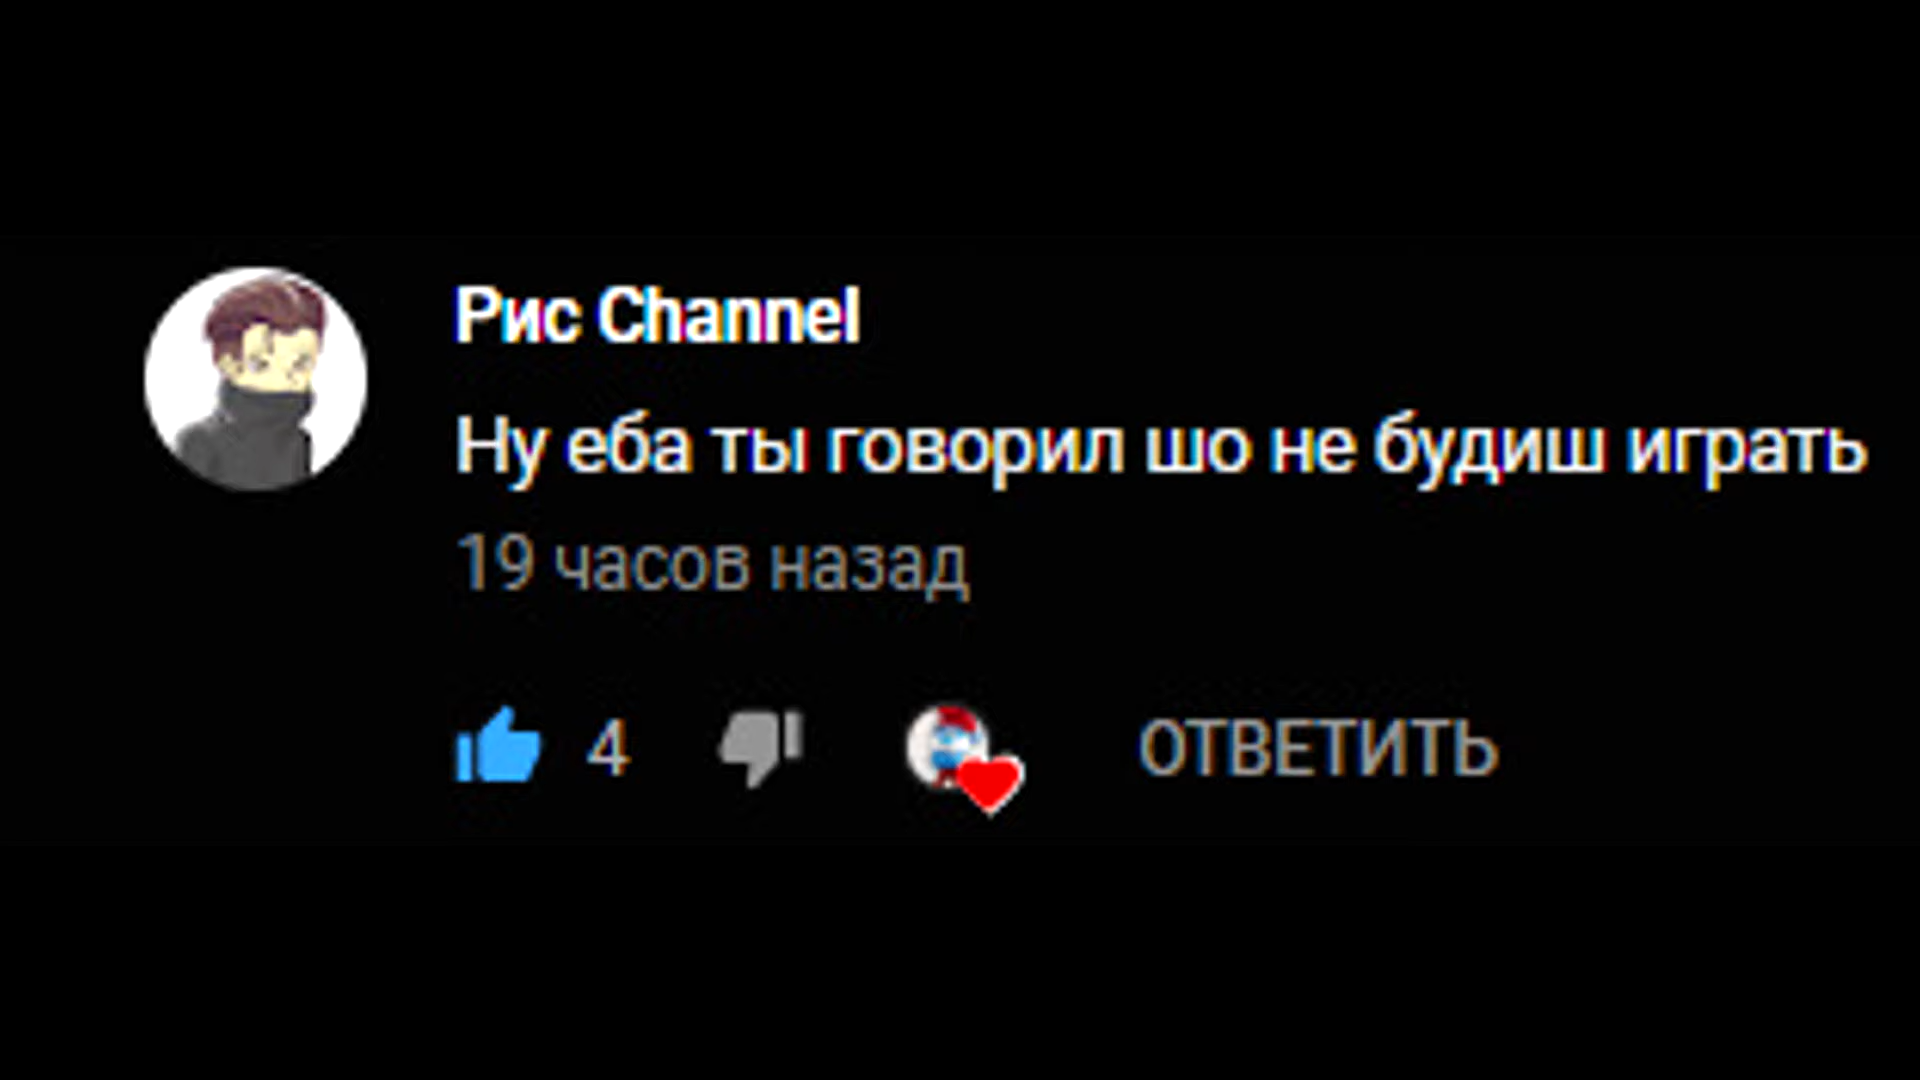 Рис Channel
Ну еба ты говорил шо не будиш играть
19 часов назад
4
ОТВЕТИТЬ